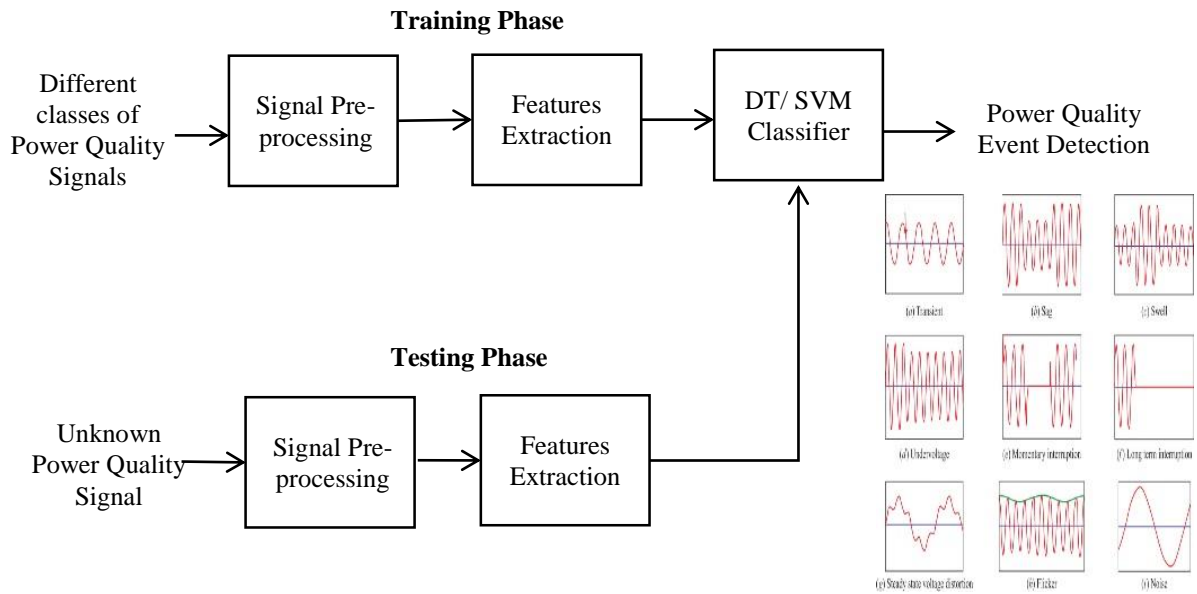 Training Phase
Different
classes of
Power Quality
Signals
Signal Pre-
processing
Features
Extraction
DT/ SVM
Classifier
Power Quality
Event Detection
(a) Transient
(b) Sag
(c) Swell
Testing Phase
(d) Undervoltage
(e) Momentary interruption
(f) Long term interruption
Unknown
Power Quality
Signal
Signal Pre-
processing
Features
Extraction
(g) Steady state voltage distortion
(h) Flicker
(i) Noise